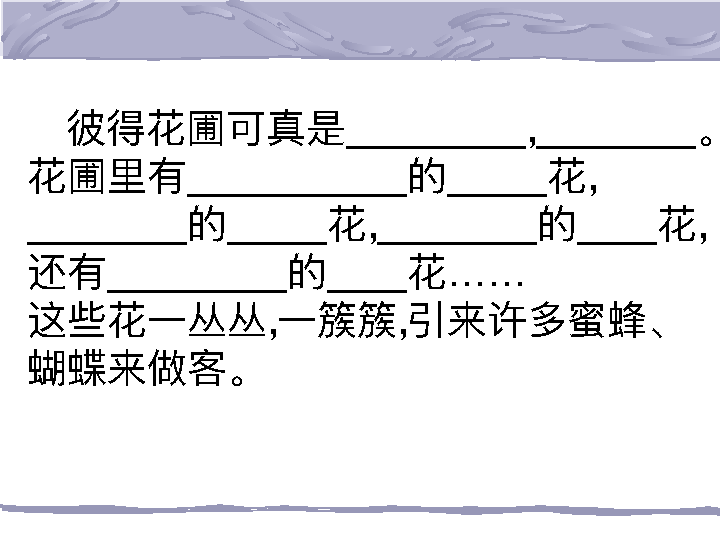 彼得花圃可真是_________,________。
花圃里有___________的_____花,
________的_____花,________的____花,
还有_________的____花……
这些花一丛丛,一簇簇,引来许多蜜蜂、
蝴蝶来做客。